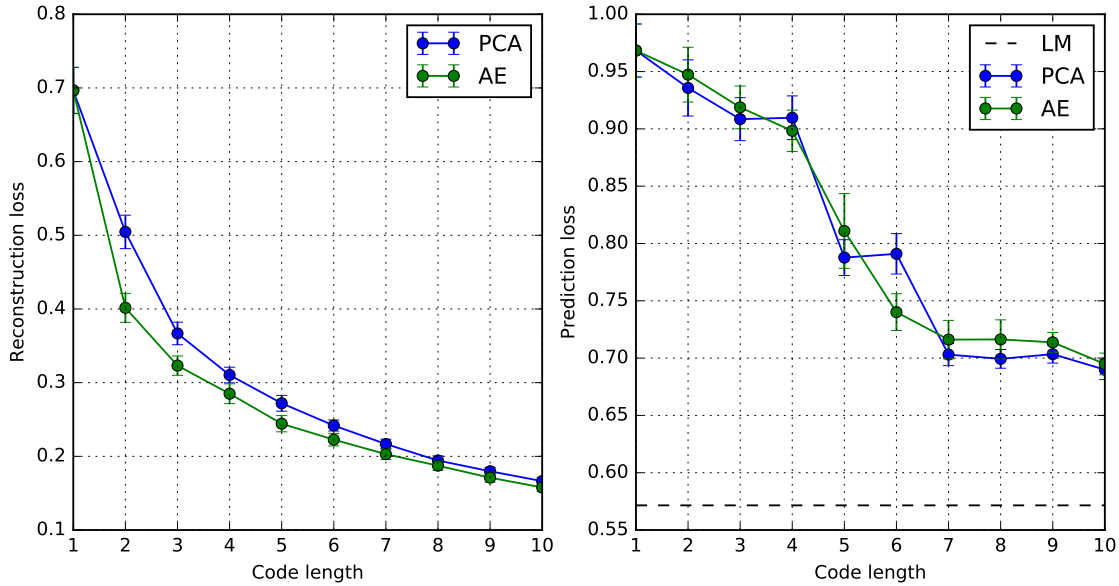 0.8
0.7
0.6
0.5
0.4
0.3
0.2
0.1
Reconstruction loss
1 2 3 4 5 6 7 8 9 10
Code length
PCA
AE
1.00
0.95
0.90
0.85
0.80
0.75
0.70
0.65
0.60
0.55
Prediction loss
1 2 3 4 5 6 7 8 9 10
Code length
LM
PCA
AE